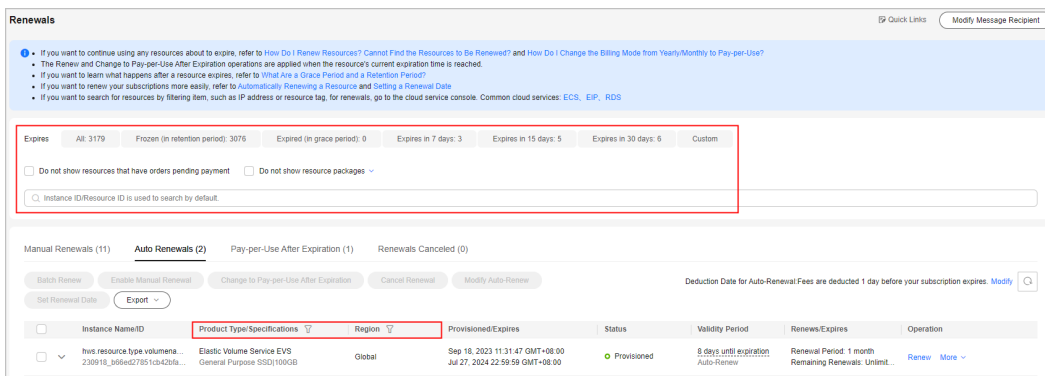 Renewals
Quick Links
Modify Message Recipient
• If you want to continue using any resources about to expire, refer to How Do I Renew Resources? Cannot Find the Resources to Be Renewed? and How Do I Change the Billing Mode from Yearly/Monthly to Pay-per-Use?
• The Renew and Change to Pay-per-Use After Expiration operations are applied when the resource's current expiration time is reached.
• If you want to learn what happens after a resource expires, refer to What Are a Grace Period and a Retention Period?
• If you want to renew your subscriptions more easily, refer to Automatically Renewing a Resource and Setting a Renewal Date
• If you want to search for resources by filtering item, such as IP address or resource tag, for renewals, go to the cloud service console. Common cloud services: ECS, EIP, RDS
Expires All: 3179 Frozen (in retention period): 3076 Expired (in grace period): 0 Expires in 7 days: 3 Expires in 15 days: 5 Expires in 30 days: 6 Custom
Do not show resources that have orders pending payment Do not show resource packages
Instance ID/Resource ID is used to search by default.
Manual Renewals (11) Auto Renewals (2) Pay-per-Use After Expiration (1) Renewals Canceled (0)
Batch Renew Enable Manual Renewal Change to Pay-per-Use After Expiration Cancel Renewal Modify Auto-Renew
Deduction Date for Auto-Renewal:Fees are deducted 1 day before your subscription expires. Modify
Set Renewal Date Export
Instance Name/ID Product Type/Specifications Region Provisioned/Expires Status Validity Period Renews/Expires Operation
hws.resource.type.volumena... Elastic Volume Service EVS Global Sep 18, 2023 11:31:47 GMT+08:00 Provisioned 8 days until expiration Renewal Period: 1 month Renew More
230918_b66ed27851cb42bfa... General Purpose SSD|100GB Jul 27, 2024 22:59:59 GMT+08:00 Auto-Renew Remaining Renewals: Unlimit...